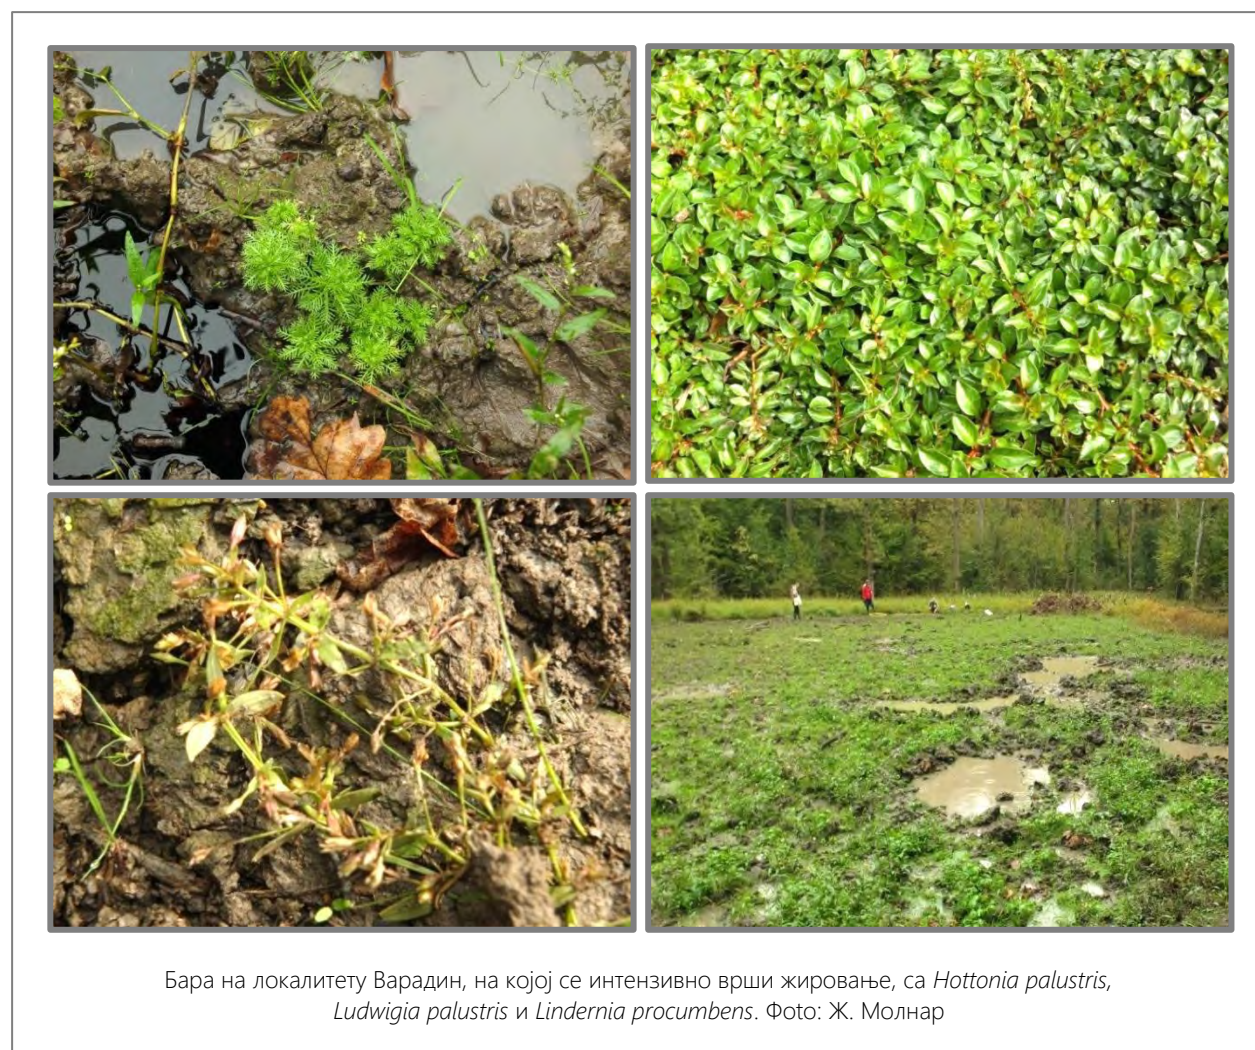 Бара на локалитету Варадин, на којој се интензивно врши жировање, са Hottonia palustris,
Ludwigia palustris и Lindernia procumbens. Фото: Ж. Молнар